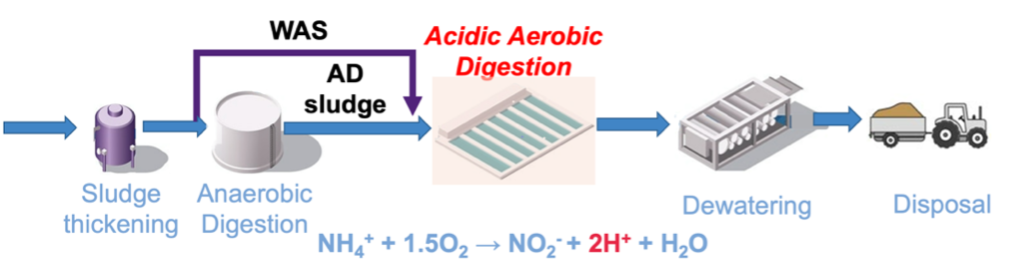 WAS
Acidic Aerobic
Digestion
AD
sludge
Sludge
thickening
Anaerobic
Digestion
Dewatering
Disposal
NH₄⁺ + 1.5O₂ → NO₂⁻ + 2H⁺ + H₂O